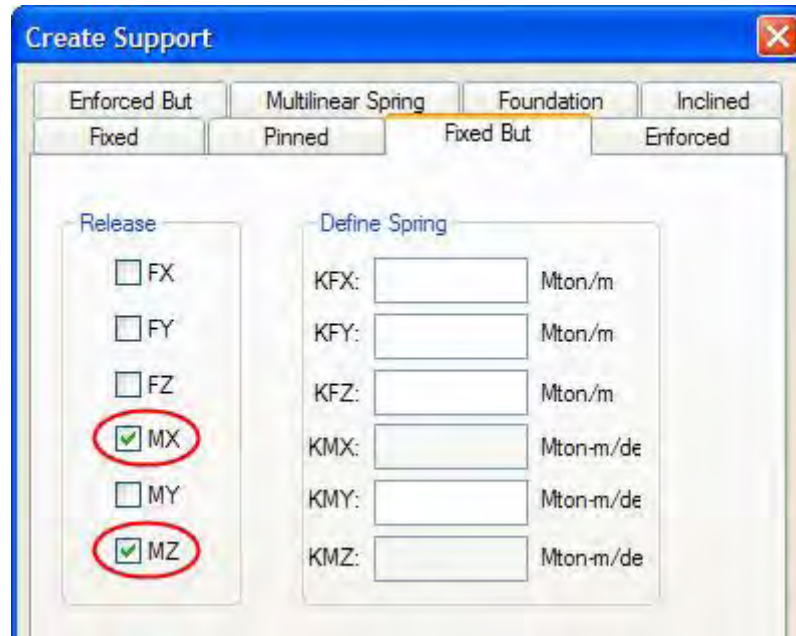 Create Support
Enforced But Multilinear Spring Foundation Inclined
Fixed Pinned Fixed But Enforced
Release Define Spring
FX KFX: Mton/m
FY KFY: Mton/m
FZ KFZ: Mton/m
MX KMX: Mton-m/de
MY KMY: Mton-m/de
MZ KMZ: Mton-m/de